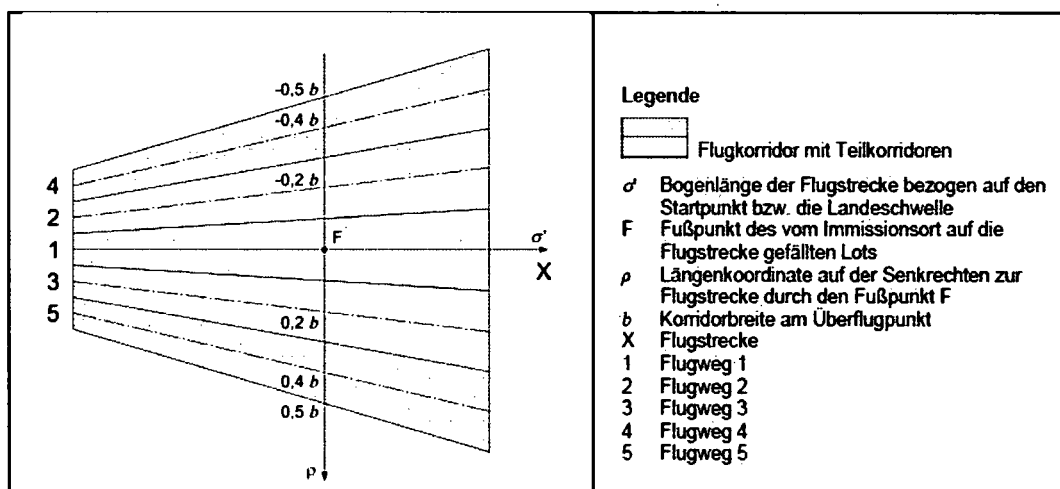 -0,5 b
-0,4 b
-0,2 b
4
2
F
σ'
1
X
3
5
0,2 b
0,4 b
0,5 b
ρ
Legende
Flugkorridor mit Teilkorridoren
σ' Bogenlänge der Flugstrecke bezogen auf den
Startpunkt bzw. die Landeschwelle
F Fußpunkt des vom Immissionsort auf die
Flugstrecke gefällten Lots
ρ Längenkoordinate auf der Senkrechten zur
Flugstrecke durch den Fußpunkt F
b Korridorbreite am Überflugpunkt
X Flugstrecke
1 Flugweg 1
2 Flugweg 2
3 Flugweg 3
4 Flugweg 4
5 Flugweg 5